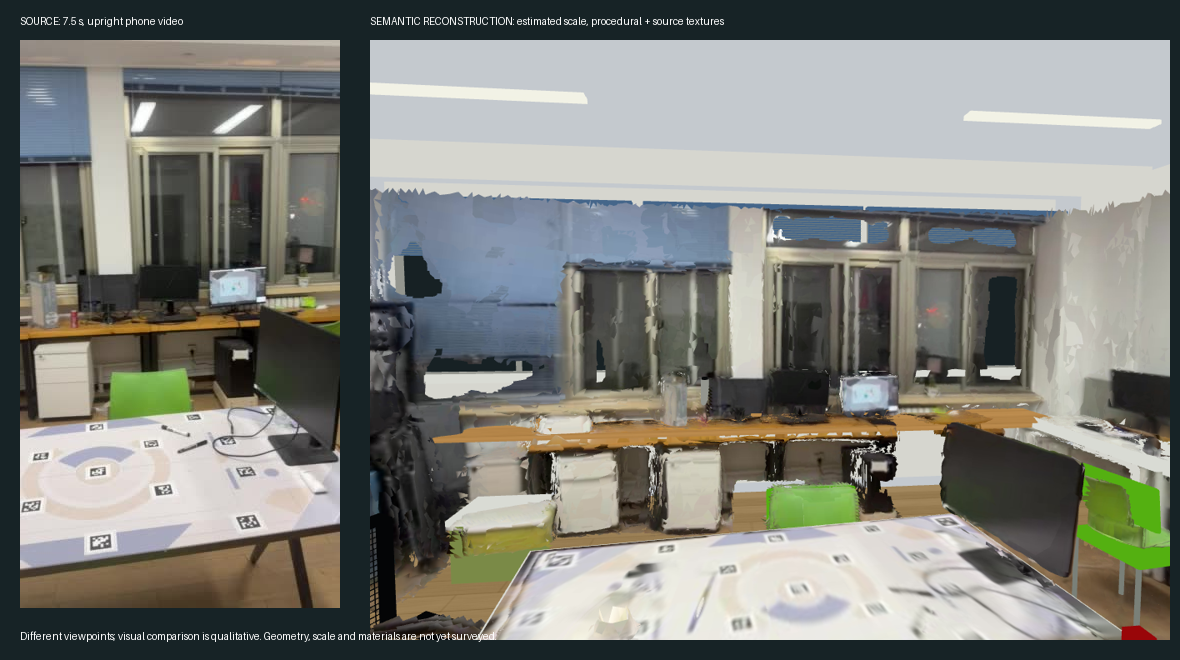 SOURCE: 7.5 s, upright phone video
SEMANTIC RECONSTRUCTION: estimated scale, procedural + source textures
Different viewpoints; visual comparison is qualitative. Geometry, scale and materials are not yet surveyed.